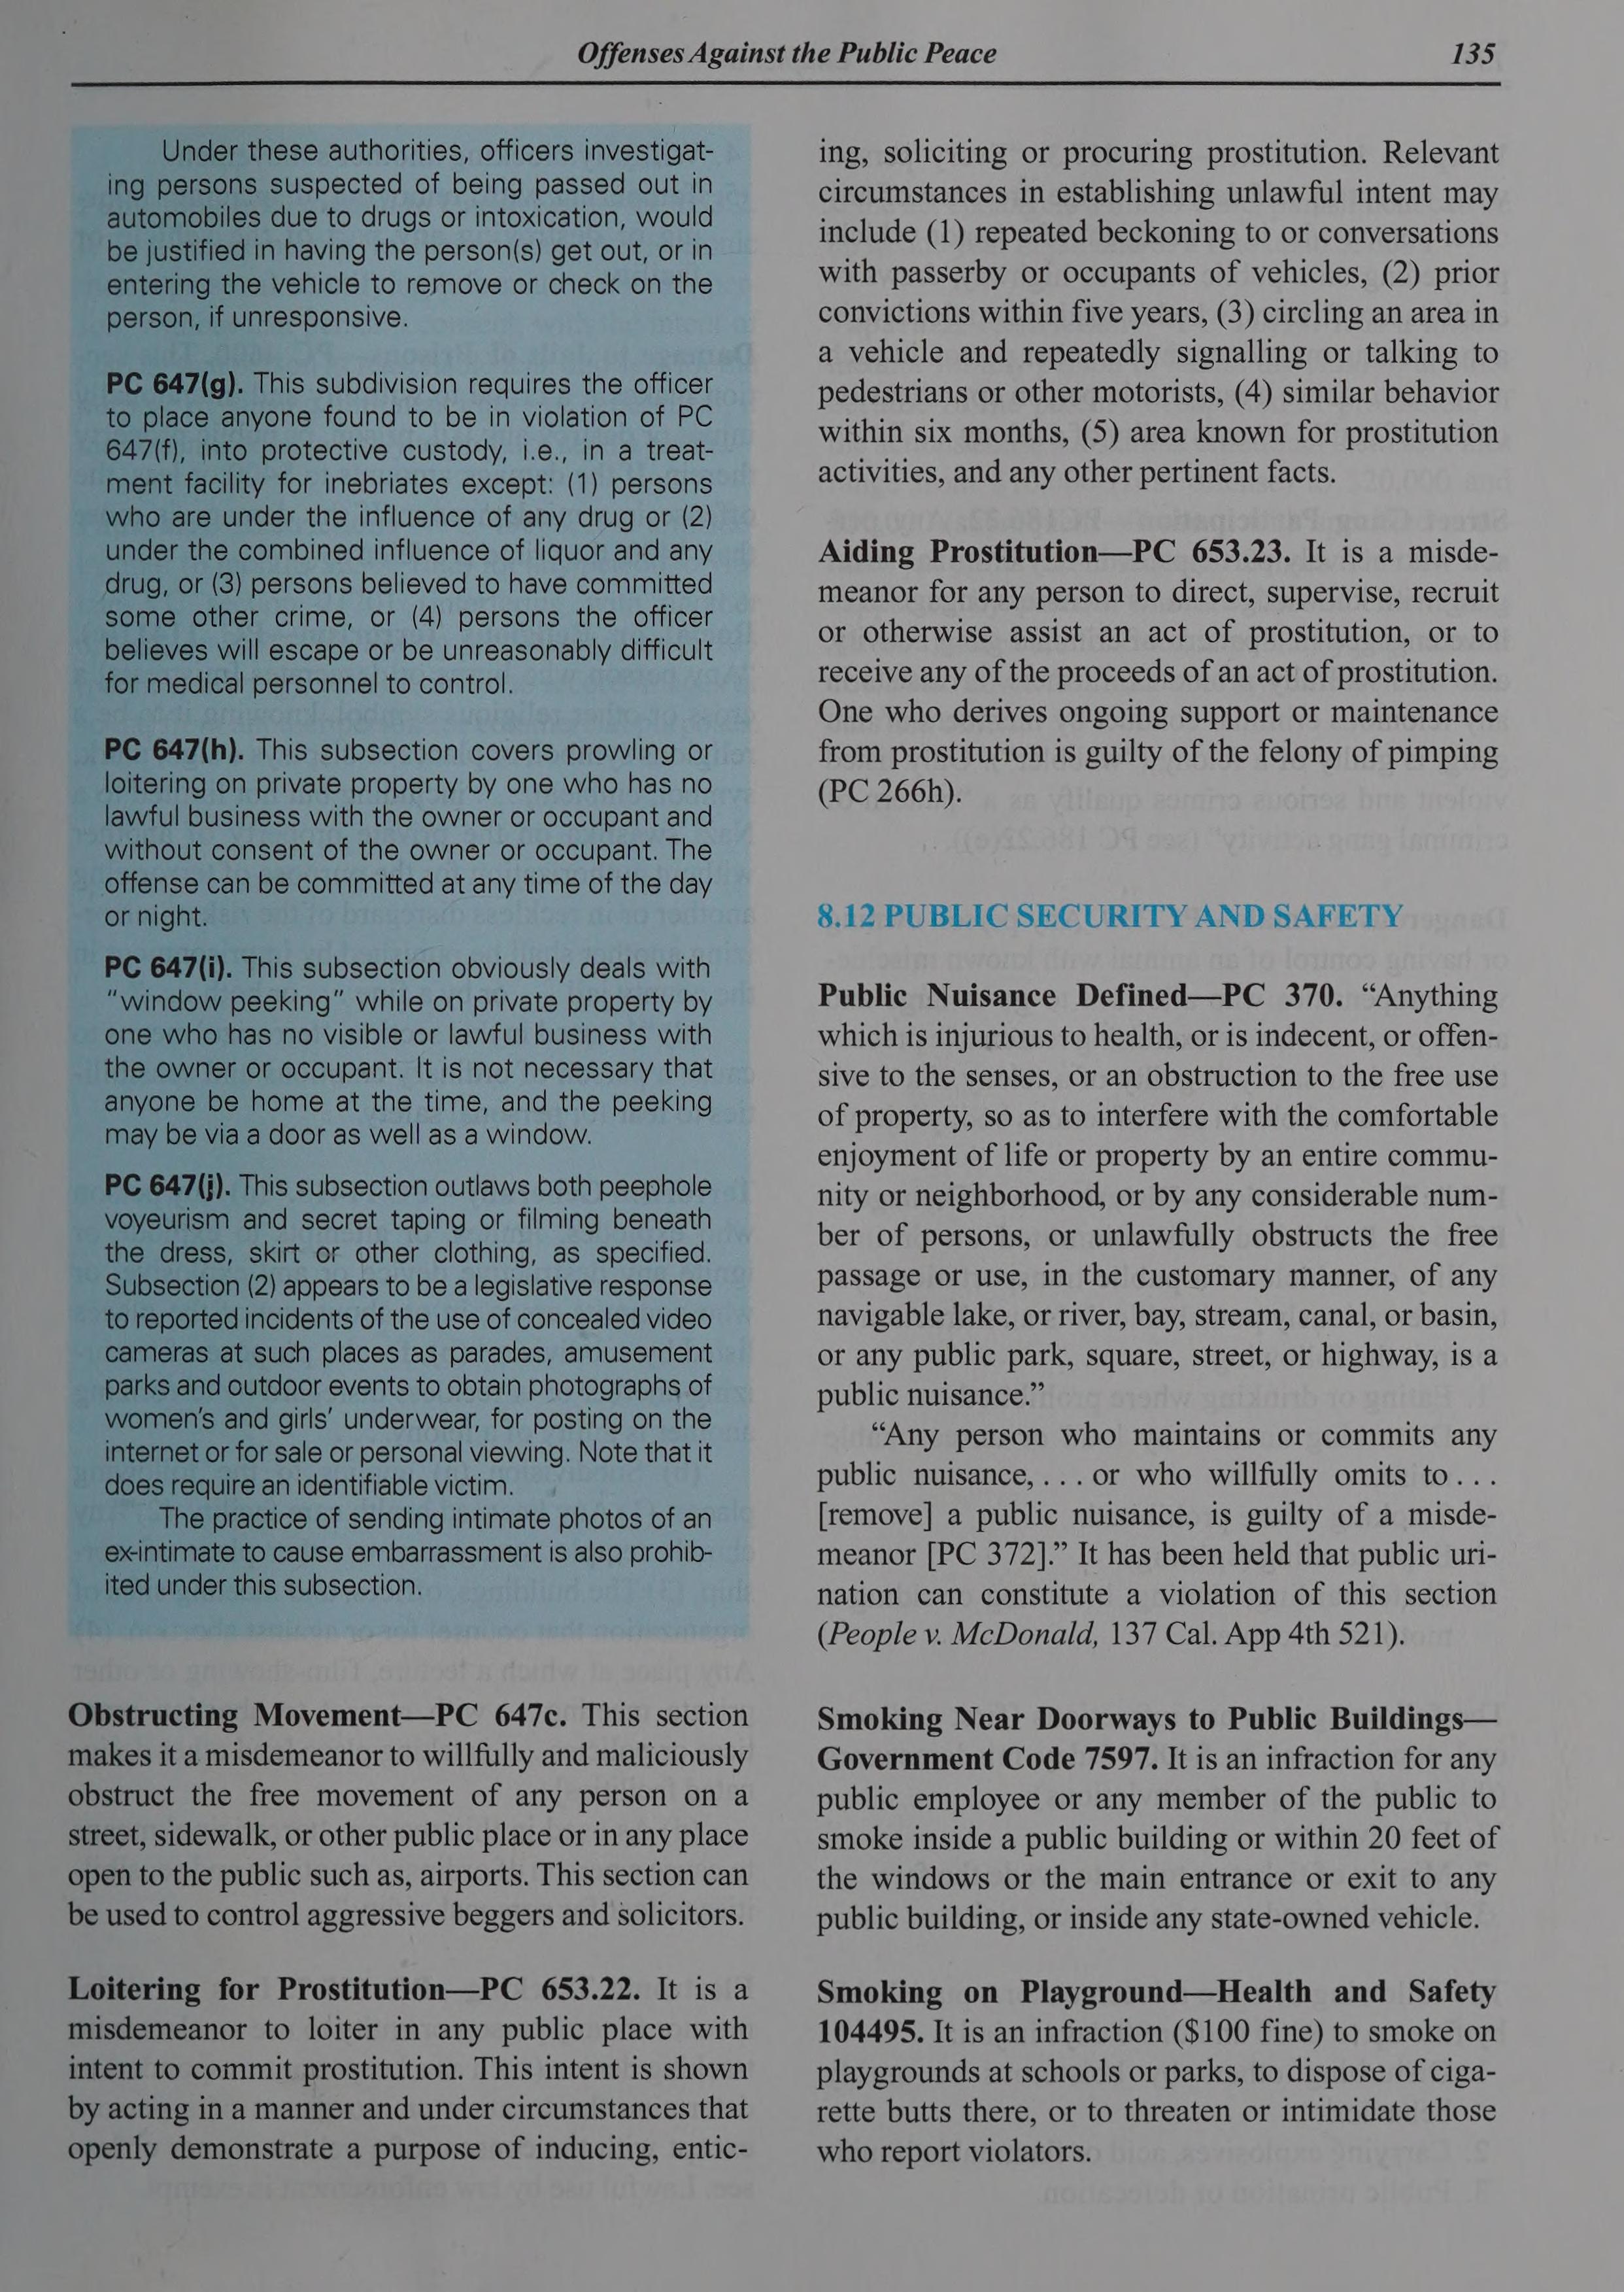 Offenses Against the Public Peace 135
Under these authorities, officers investigat-
ing persons suspected of being passed out in
automobiles due to drugs or intoxication, would
be justified in having the person(s) get out, or in
entering the vehicle to remove or check on the
person, if unresponsive.
PC 647(g). This subdivision requires the officer
to place anyone found to be in violation of PC
647(f), into protective custody, i.e., in a treat-
ment facility for inebriates except: (1) persons
who are under the influence of any drug or (2)
under the combined influence of liquor and any
drug, or (3) persons believed to have committed
some other crime, or (4) persons the officer
believes will escape or be unreasonably difficult
for medical personnel to control.
PC 647(h). This subsection covers prowling or
loitering on private property by one who has no
lawful business with the owner or occupant and
without consent of the owner or occupant. The
offense can be committed at any time of the day
or night.
PC 647(i). This subsection obviously deals with
“window peeking” while on private property by
one who has no visible or lawful business with
the owner or occupant. It is not necessary that
anyone be home at the time, and the peeking
may be via a door as well as a window.
PC 647(j). This subsection outlaws both peephole
voyeurism and secret taping or filming beneath
the dress, skirt or other clothing, as specified.
Subsection (2) appears to be a legislative response
to reported incidents of the use of concealed video
cameras at such places as parades, amusement
parks and outdoor events to obtain photographs of
women’s and girls’ underwear, for posting on the
internet or for sale or personal viewing. Note that it
does require an identifiable victim.
The practice of sending intimate photos of an
ex-intimate to cause embarrassment is also prohib-
ited under this subsection.
Obstructing Movement—PC 647c. This section
makes it a misdemeanor to willfully and maliciously
obstruct the free movement of any person on a
street, sidewalk, or other public place or in any place
open to the public such as, airports. This section can
be used to control aggressive beggers and solicitors.
Loitering for Prostitution—PC 653.22. It is a
misdemeanor to loiter in any public place with
intent to commit prostitution. This intent is shown
by acting in a manner and under circumstances that
openly demonstrate a purpose of inducing, entic-
ing, soliciting or procuring prostitution. Relevant
circumstances in establishing unlawful intent may
include (1) repeated beckoning to or conversations
with passerby or occupants of vehicles, (2) prior
convictions within five years, (3) circling an area in
a vehicle and repeatedly signalling or talking to
pedestrians or other motorists, (4) similar behavior
within six months, (5) area known for prostitution
activities, and any other pertinent facts.
Aiding Prostitution—PC 653.23. It is a misde-
meanor for any person to direct, supervise, recruit
or otherwise assist an act of prostitution, or to
receive any of the proceeds of an act of prostitution.
One who derives ongoing support or maintenance
from prostitution is guilty of the felony of pimping
(PC 266h).
8.12 PUBLIC SECURITY AND SAFETY
Public Nuisance Defined—PC 370. “Anything
which is injurious to health, or is indecent, or offen-
sive to the senses, or an obstruction to the free use
of property, so as to interfere with the comfortable
enjoyment of life or property by an entire commu-
nity or neighborhood, or by any considerable num-
ber of persons, or unlawfully obstructs the free
passage or use, in the customary manner, of any
navigable lake, or river, bay, stream, canal, or basin,
or any public park, square, street, or highway, is a
public nuisance.”
“Any person who maintains or commits any
public nuisance, . . . or who willfully omits to . . .
[remove] a public nuisance, is guilty of a misde-
meanor [PC 372].” It has been held that public uri-
nation can constitute a violation of this section
(People v. McDonald, 137 Cal. App 4th 521).
Smoking Near Doorways to Public Buildings—
Government Code 7597. It is an infraction for any
public employee or any member of the public to
smoke inside a public building or within 20 feet of
the windows or the main entrance or exit to any
public building, or inside any state-owned vehicle.
Smoking on Playground—Health and Safety
104495. It is an infraction ($100 fine) to smoke on
playgrounds at schools or parks, to dispose of ciga-
rette butts there, or to threaten or intimidate those
who report violators.